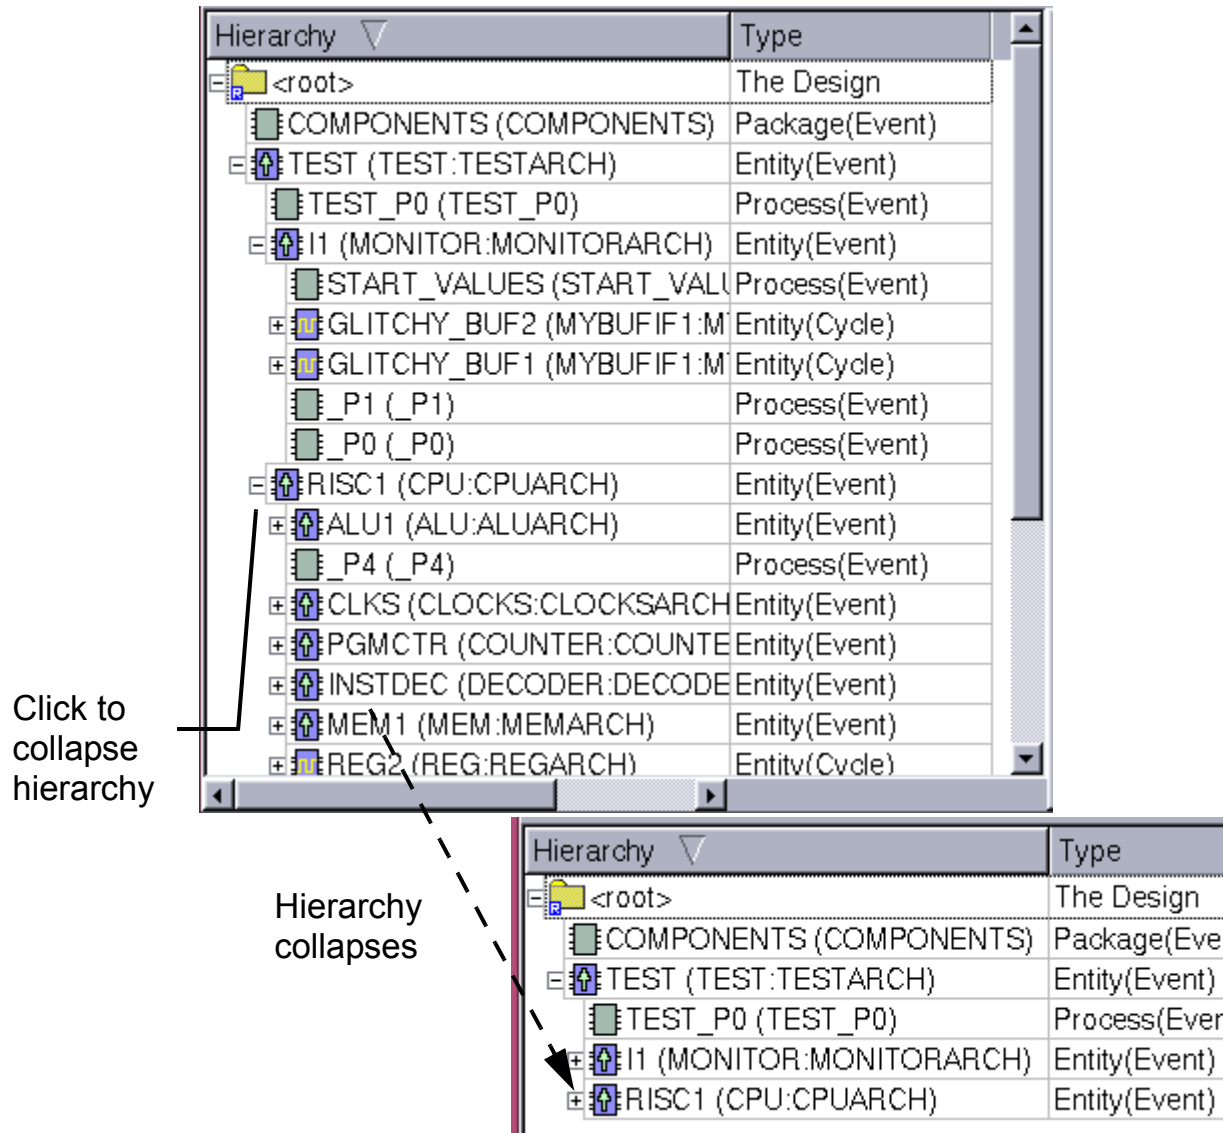 Hierarchy Type
<root> The Design
COMPONENTS (COMPONENTS) Package(Event)
TEST (TEST:TESTARCH) Entity(Event)
TEST_P0 (TEST_P0) Process(Event)
I1 (MONITOR:MONITORARCH) Entity(Event)
START_VALUES (START_VALU Process(Event)
GLITCHY_BUF2 (MYBUFIF1:M Entity(Cycle)
GLITCHY_BUF1 (MYBUFIF1:M Entity(Cycle)
_P1 (_P1) Process(Event)
_P0 (_P0) Process(Event)
RISC1 (CPU:CPUARCH) Entity(Event)
ALU1 (ALU:ALUARCH) Entity(Event)
_P4 (_P4) Process(Event)
CLKS (CLOCKS:CLOCKSARCH Entity(Event)
PGMCTR (COUNTER:COUNTE Entity(Event)
INSTDEC (DECODER:DECODE Entity(Event)
MEM1 (MEM:MEMARCH) Entity(Event)
REG2 (REG:REGARCH) Entity(Cycle)
Click to
collapse
hierarchy
Hierarchy
collapses
Hierarchy Type
<root> The Design
COMPONENTS (COMPONENTS) Package(Eve
TEST (TEST:TESTARCH) Entity(Event)
TEST_P0 (TEST_P0) Process(Ever
I1 (MONITOR:MONITORARCH) Entity(Event)
RISC1 (CPU:CPUARCH) Entity(Event)